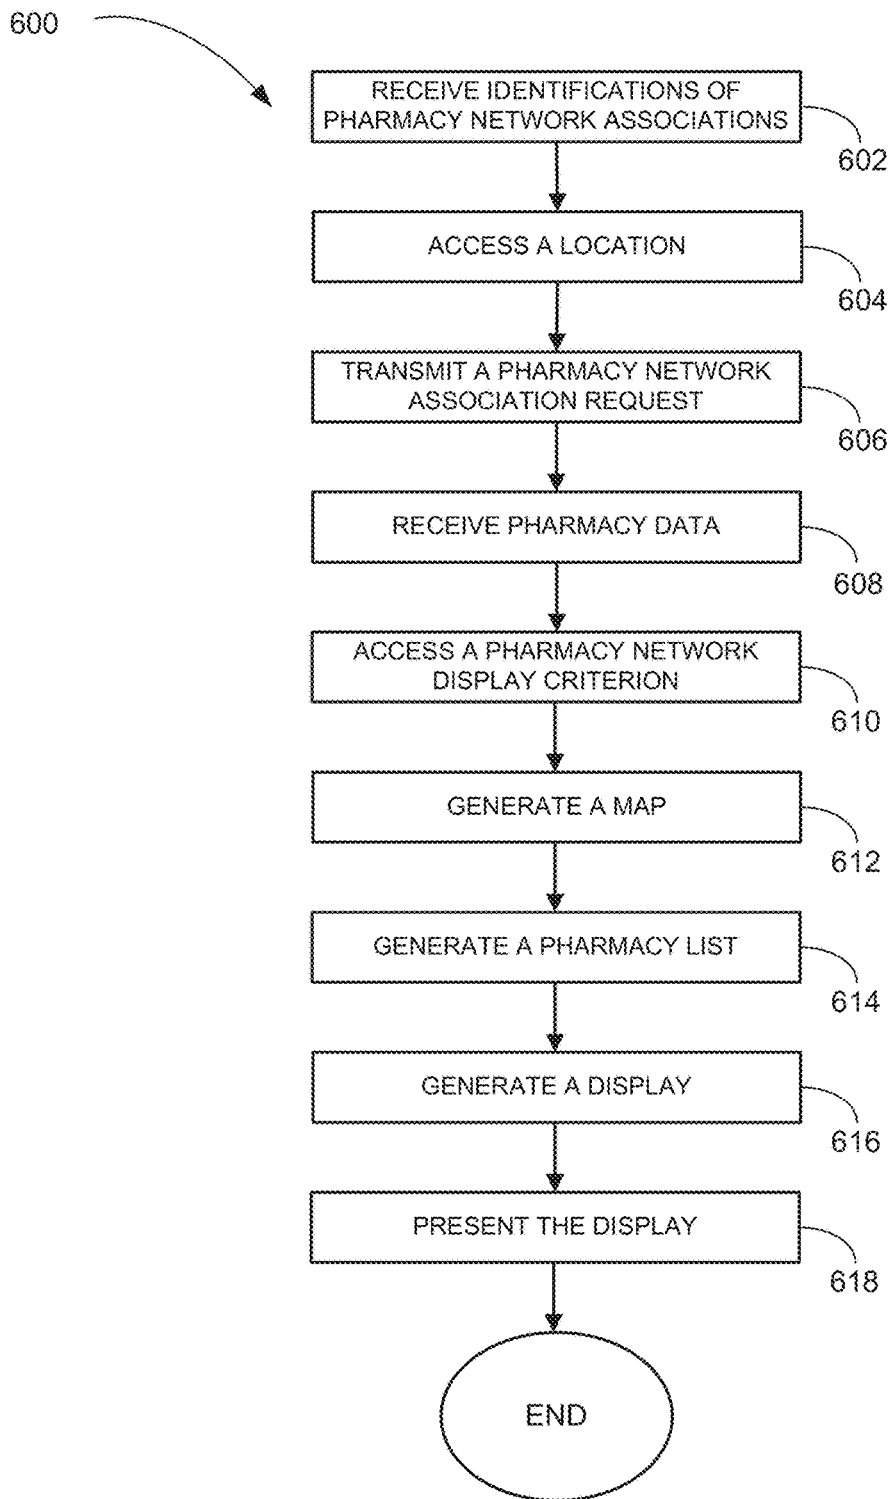 600
RECEIVE IDENTIFICATIONS OF
PHARMACY NETWORK ASSOCIATIONS
602
ACCESS A LOCATION
604
TRANSMIT A PHARMACY NETWORK
ASSOCIATION REQUEST
606
RECEIVE PHARMACY DATA
608
ACCESS A PHARMACY NETWORK
DISPLAY CRITERION
610
GENERATE A MAP
612
GENERATE A PHARMACY LIST
614
GENERATE A DISPLAY
616
PRESENT THE DISPLAY
618
END